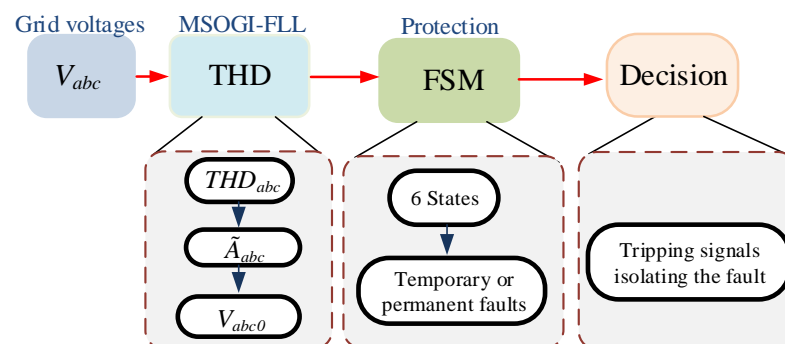 Grid voltages
MSOGI-FLL
Protection
V_abc
THD
FSM
Decision
THD_abc
Ã_abc
V_abc0
6 States
Temporary or
permanent faults
Tripping signals
isolating the fault